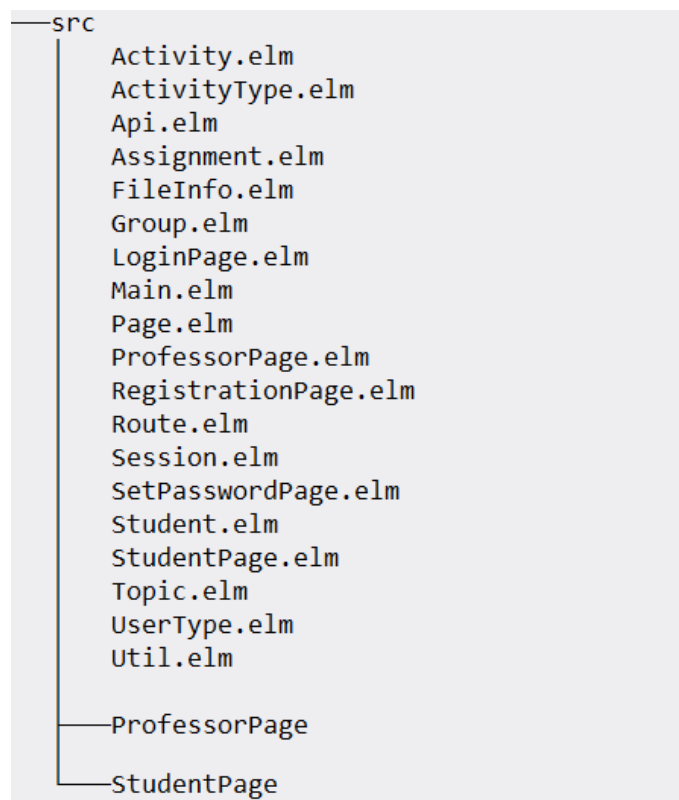 src
Activity.elm
ActivityType.elm
Api.elm
Assignment.elm
FileInfo.elm
Group.elm
LoginPage.elm
Main.elm
Page.elm
ProfessorPage.elm
RegistrationPage.elm
Route.elm
Session.elm
SetPasswordPage.elm
Student.elm
StudentPage.elm
Topic.elm
UserType.elm
Util.elm
ProfessorPage
StudentPage